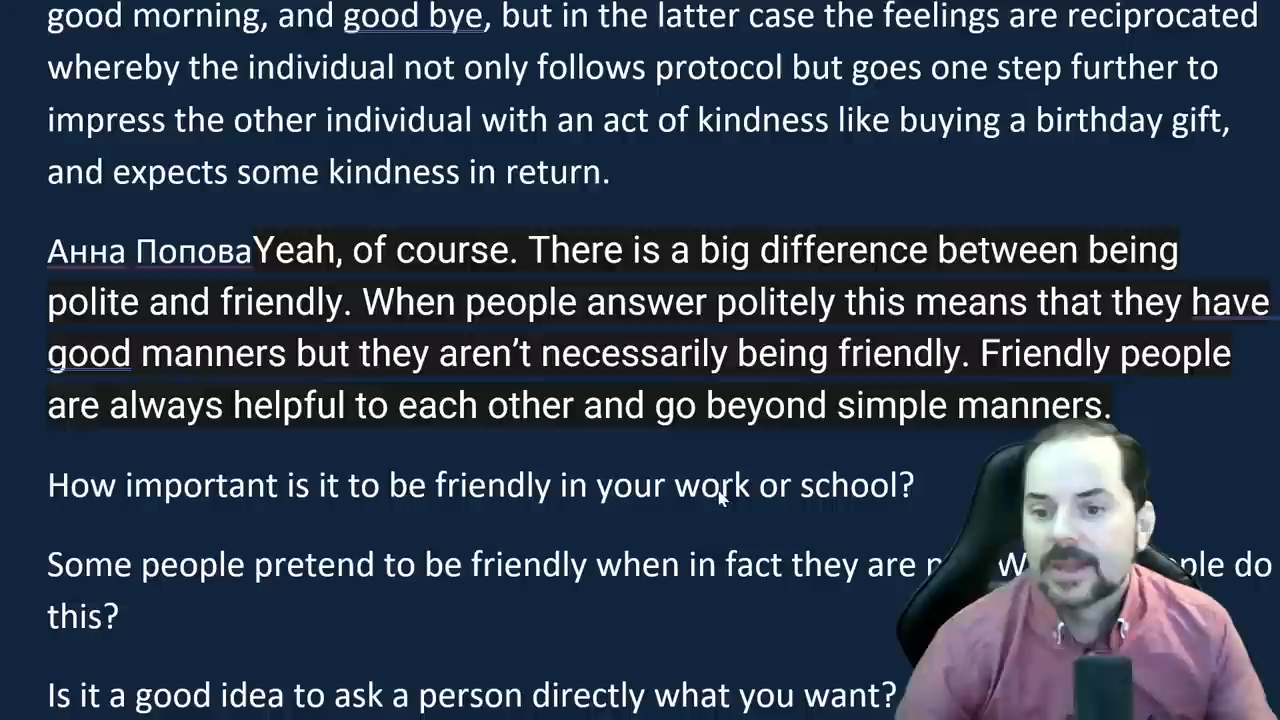 good morning, and good bye, but in the latter case the feelings are reciprocated
whereby the individual not only follows protocol but goes one step further to
impress the other individual with an act of kindness like buying a birthday gift,
and expects some kindness in return.
Анна ПоповаYeah, of course. There is a big difference between being
polite and friendly. When people answer politely this means that they have
good manners but they aren’t necessarily being friendly. Friendly people
are always helpful to each other and go beyond simple manners.
How important is it to be friendly in your work or school?
Some people pretend to be friendly when in fact they are do
this?
Is it a good idea to ask a person directly what you want?